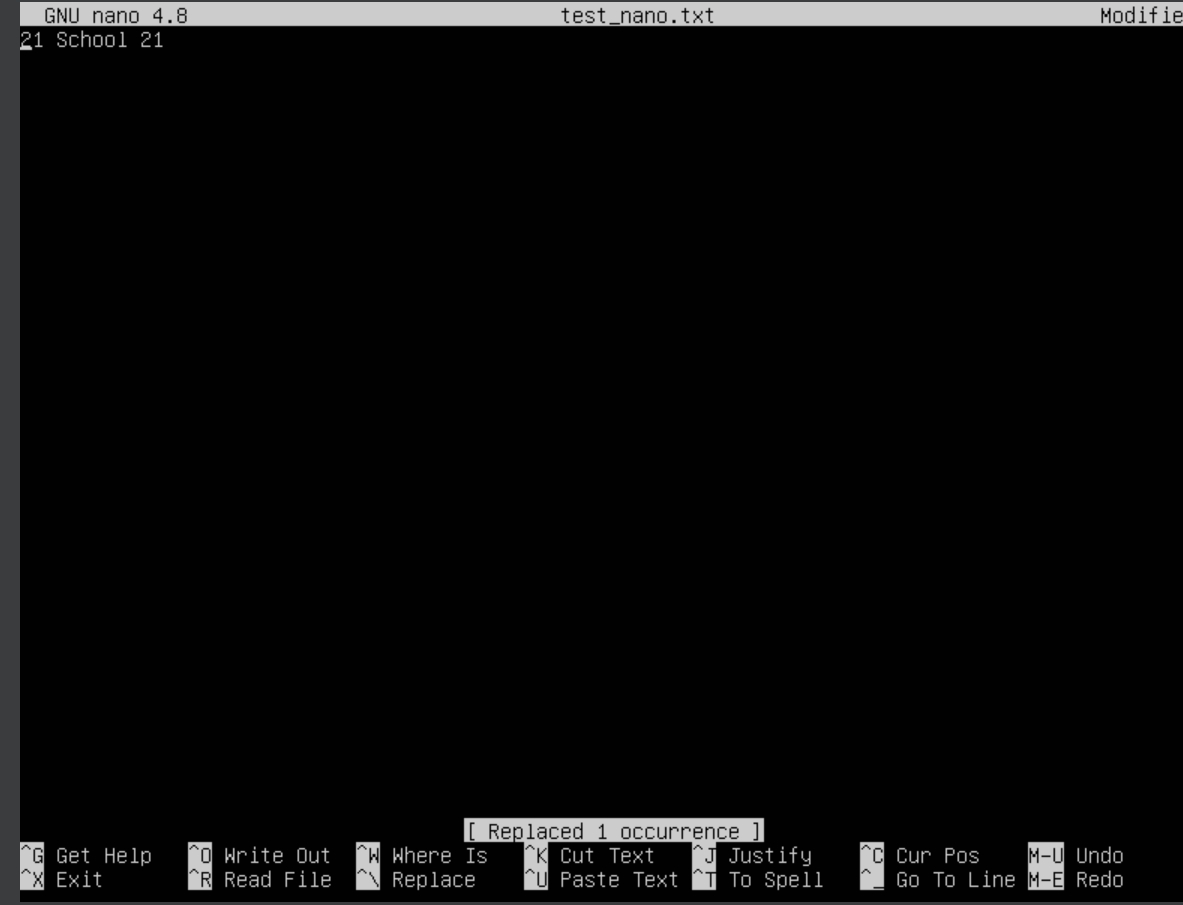 GNU nano 4.8 test_nano.txt Modifie
21 School 21
[ Replaced 1 occurrence ]
^G Get Help ^O Write Out ^W Where Is ^K Cut Text ^J Justify ^C Cur Pos M-U Undo
^X Exit ^R Read File ^\ Replace ^U Paste Text ^T To Spell ^_ Go To Line M-E Redo